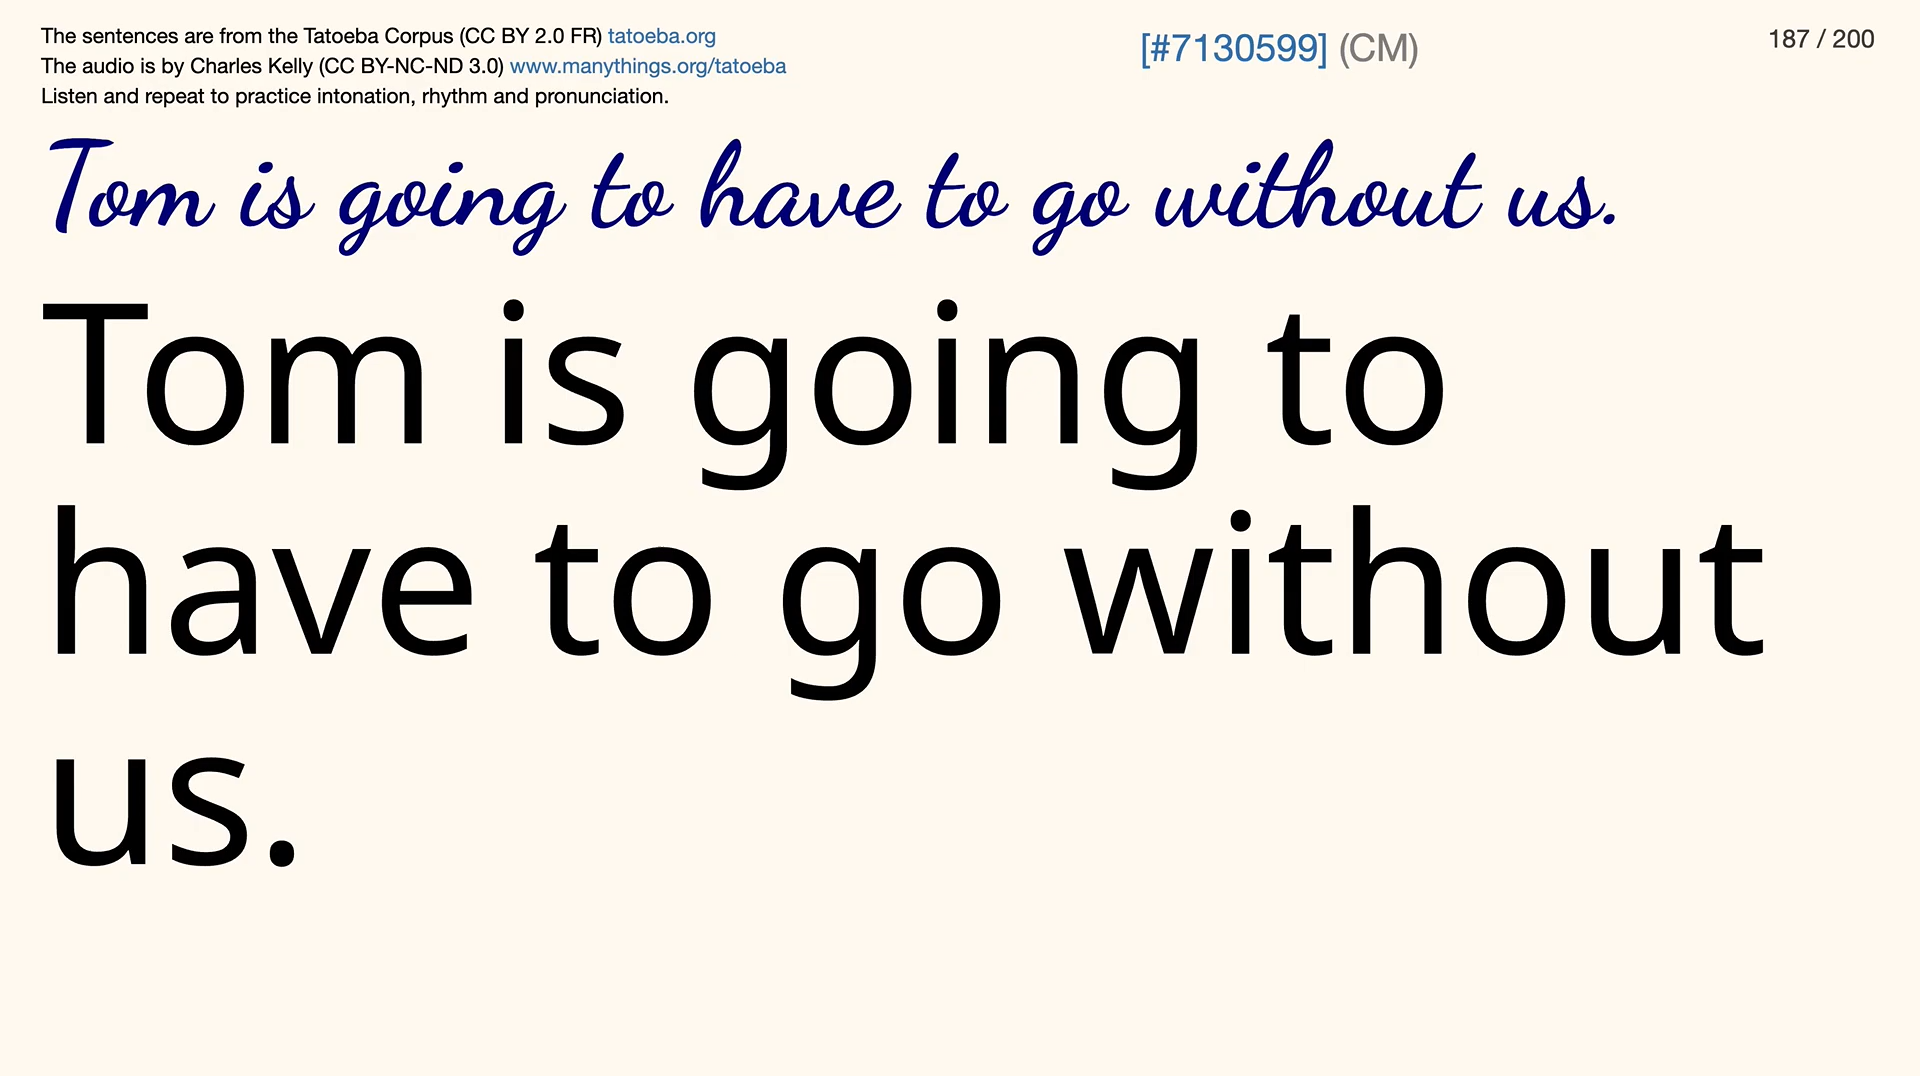 The sentences are from the Tatoeba Corpus (CC BY 2.0 FR) tatoeba.org
The audio is by Charles Kelly (CC BY-NC-ND 3.0) www.manythings.org/tatoeba
Listen and repeat to practice intonation, rhythm and pronunciation.
[#7130599] (CM)
187 / 200
Tom is going to have to go without us.
Tom is going to
have to go without
us.